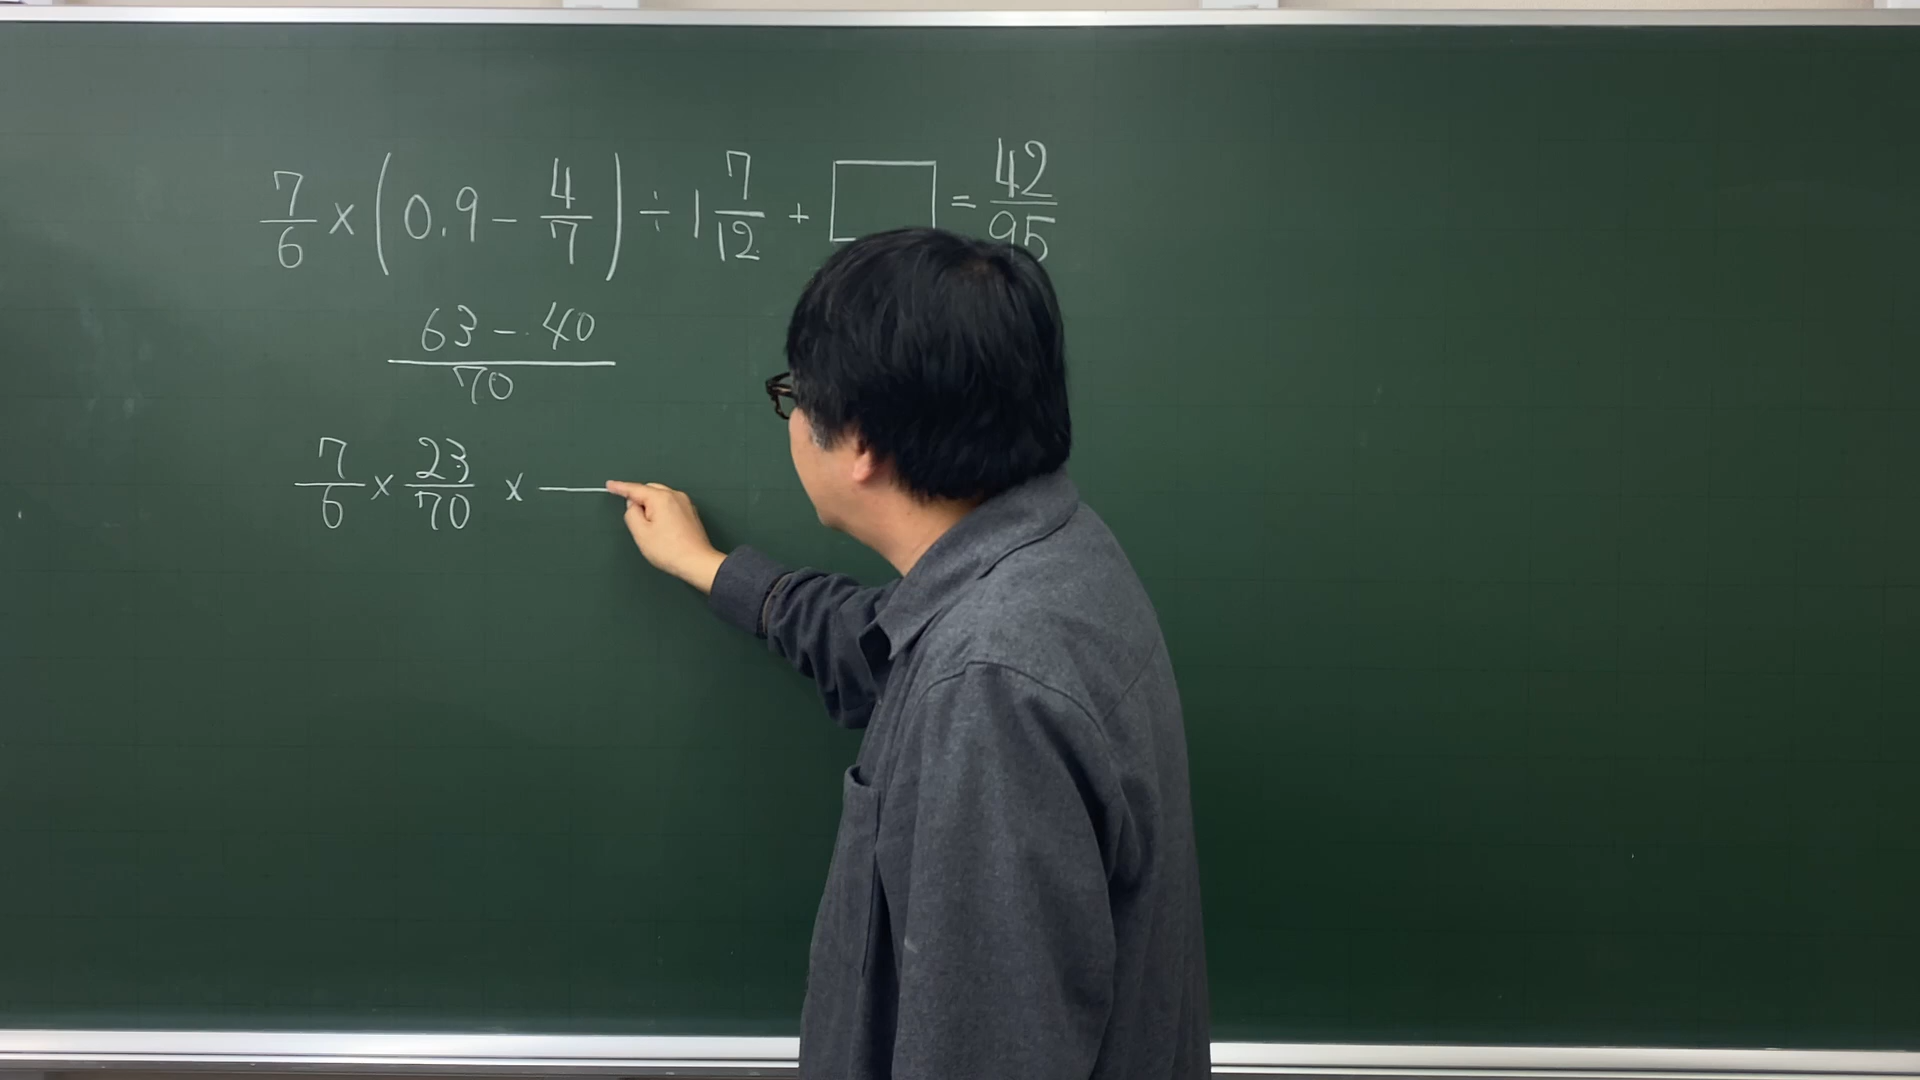 7/6 × (0.9 - 4/7) ÷ 1 7/12 + □ = 42/95
63 - 40
70
7/6 × 23/70 ×